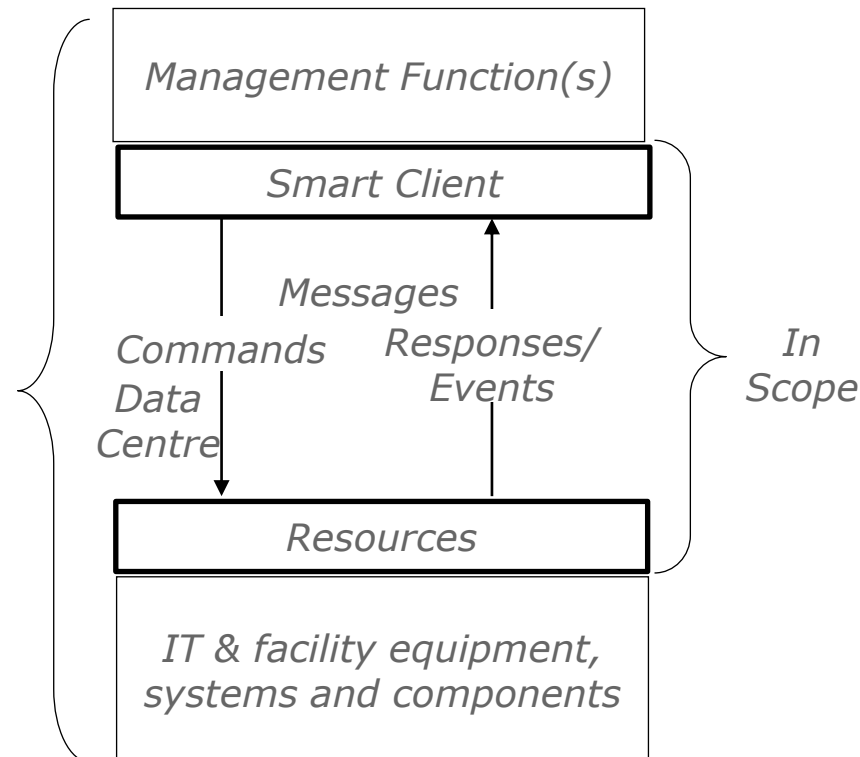 Management Function(s)
Smart Client
Messages
Commands
Responses/
Events
Data
Centre
In
Scope
Resources
IT & facility equipment,
systems and components